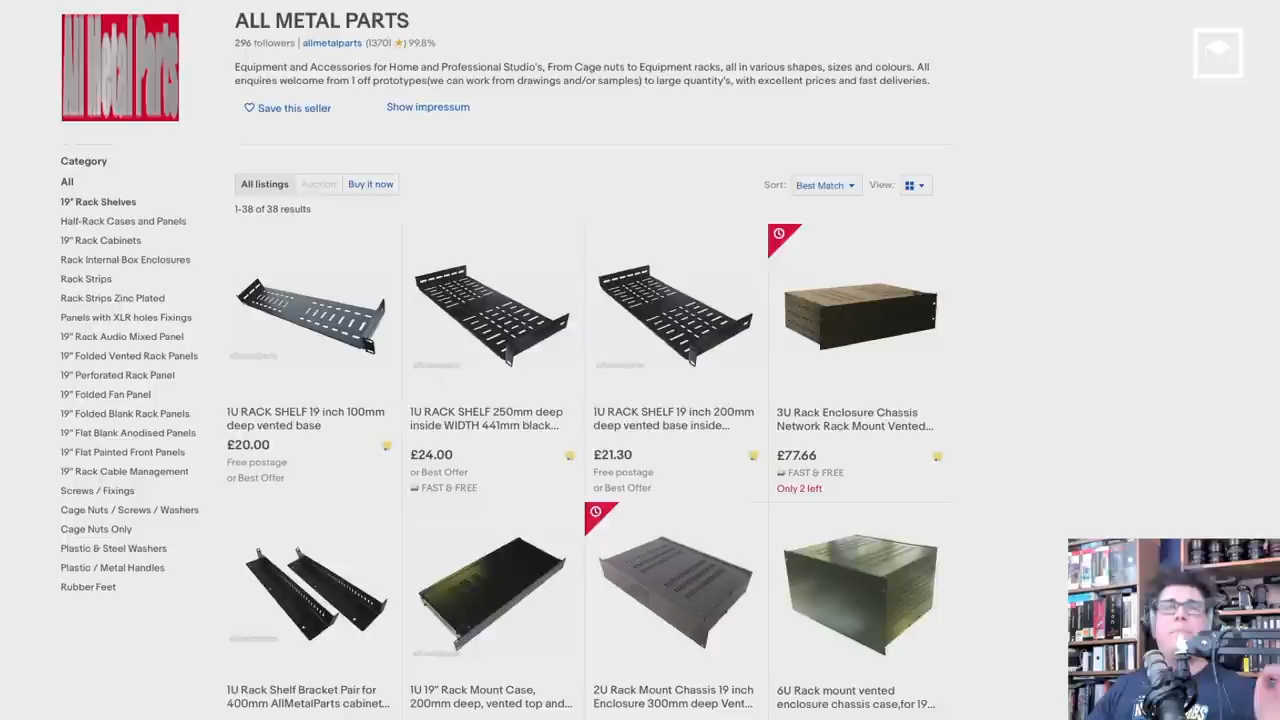 All Metal Parts
ALL METAL PARTS
296 followers | allmetalparts (13701 ★) 99.8%
Equipment and Accessories for Home and Professional Studio's, From Cage nuts to Equipment racks, all in various shapes, sizes and colours. All
enquires welcome from 1 off prototypes(we can work from drawings and/or samples) to large quantity's, with excellent prices and fast deliveries.
Save this seller
Show impressum
Category
All
19" Rack Shelves
Half-Rack Cases and Panels
19" Rack Cabinets
Rack Internal Box Enclosures
Rack Strips
Rack Strips Zinc Plated
Panels with XLR holes Fixings
19" Rack Audio Mixed Panel
19" Folded Vented Rack Panels
19" Perforated Rack Panel
19" Folded Fan Panel
19" Folded Blank Rack Panels
19" Flat Blank Anodised Panels
19" Flat Painted Front Panels
19" Rack Cable Management
Screws / Fixings
Cage Nuts / Screws / Washers
Cage Nuts Only
Plastic & Steel Washers
Plastic / Metal Handles
Rubber Feet
All listings
Auction
Buy it now
Sort:
Best Match
View:
1-38 of 38 results
1U RACK SHELF 19 inch 100mm
deep vented base
£20.00
Free postage
or Best Offer
1U RACK SHELF 250mm deep
inside WIDTH 441mm black...
£24.00
or Best Offer
FAST & FREE
1U RACK SHELF 19 inch 200mm
deep vented base inside...
£21.30
Free postage
or Best Offer
3U Rack Enclosure Chassis
Network Rack Mount Vented...
£77.66
FAST & FREE
Only 2 left
1U Rack Shelf Bracket Pair for
400mm AllMetalParts cabinet...
1U 19" Rack Mount Case,
200mm deep, vented top and...
2U Rack Mount Chassis 19 inch
Enclosure 300mm deep Vent...
6U Rack mount vented
enclosure chassis case,for 19...